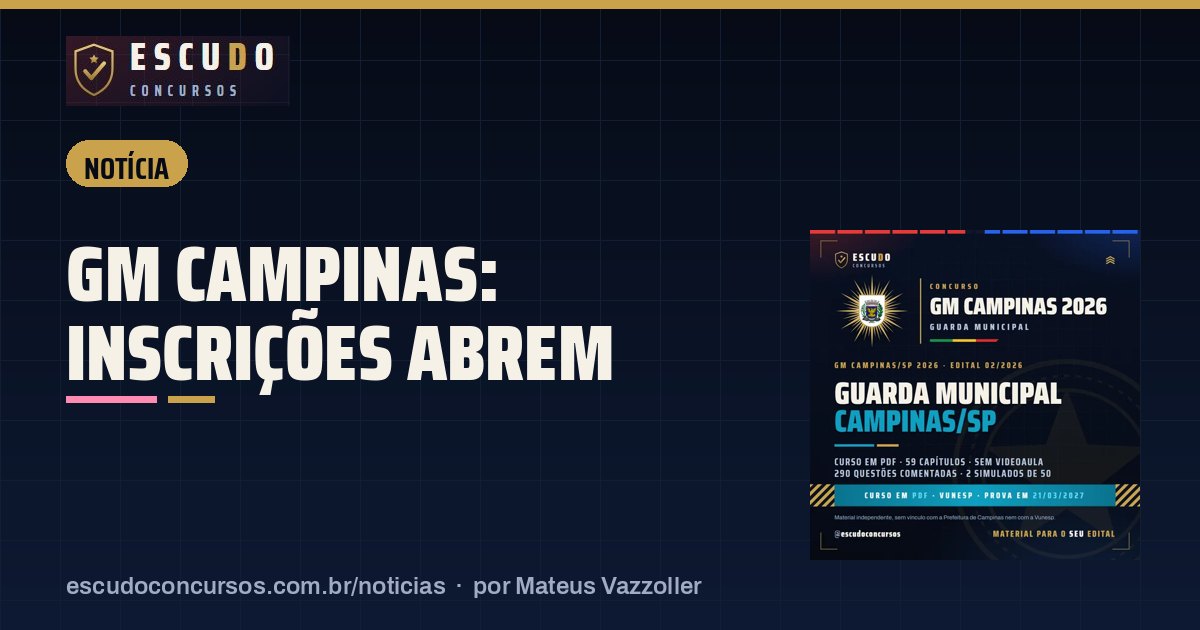 ESCUDO
CONCURSOS
NOTÍCIA
GM CAMPINAS:
INSCRIÇÕES ABREM
ESCUDO
CONCURSOS
CONCURSO
GM CAMPINAS 2026
GUARDA MUNICIPAL
GM CAMPINAS/SP 2026 · EDITAL 02/2026
GUARDA MUNICIPAL
CAMPINAS/SP
CURSO EM PDF · 59 CAPÍTULOS · SEM VIDEOAULA
290 QUESTÕES COMENTADAS · 2 SIMULADOS DE 50
CURSO EM PDF · VUNESP · PROVA EM 21/03/2027
Material independente, sem vínculo com a Prefeitura de Campinas nem com a Vunesp.
@escudoconcursos
MATERIAL PARA O SEU EDITAL
escudoconcursos.com.br/noticias · por Mateus Vazzoller